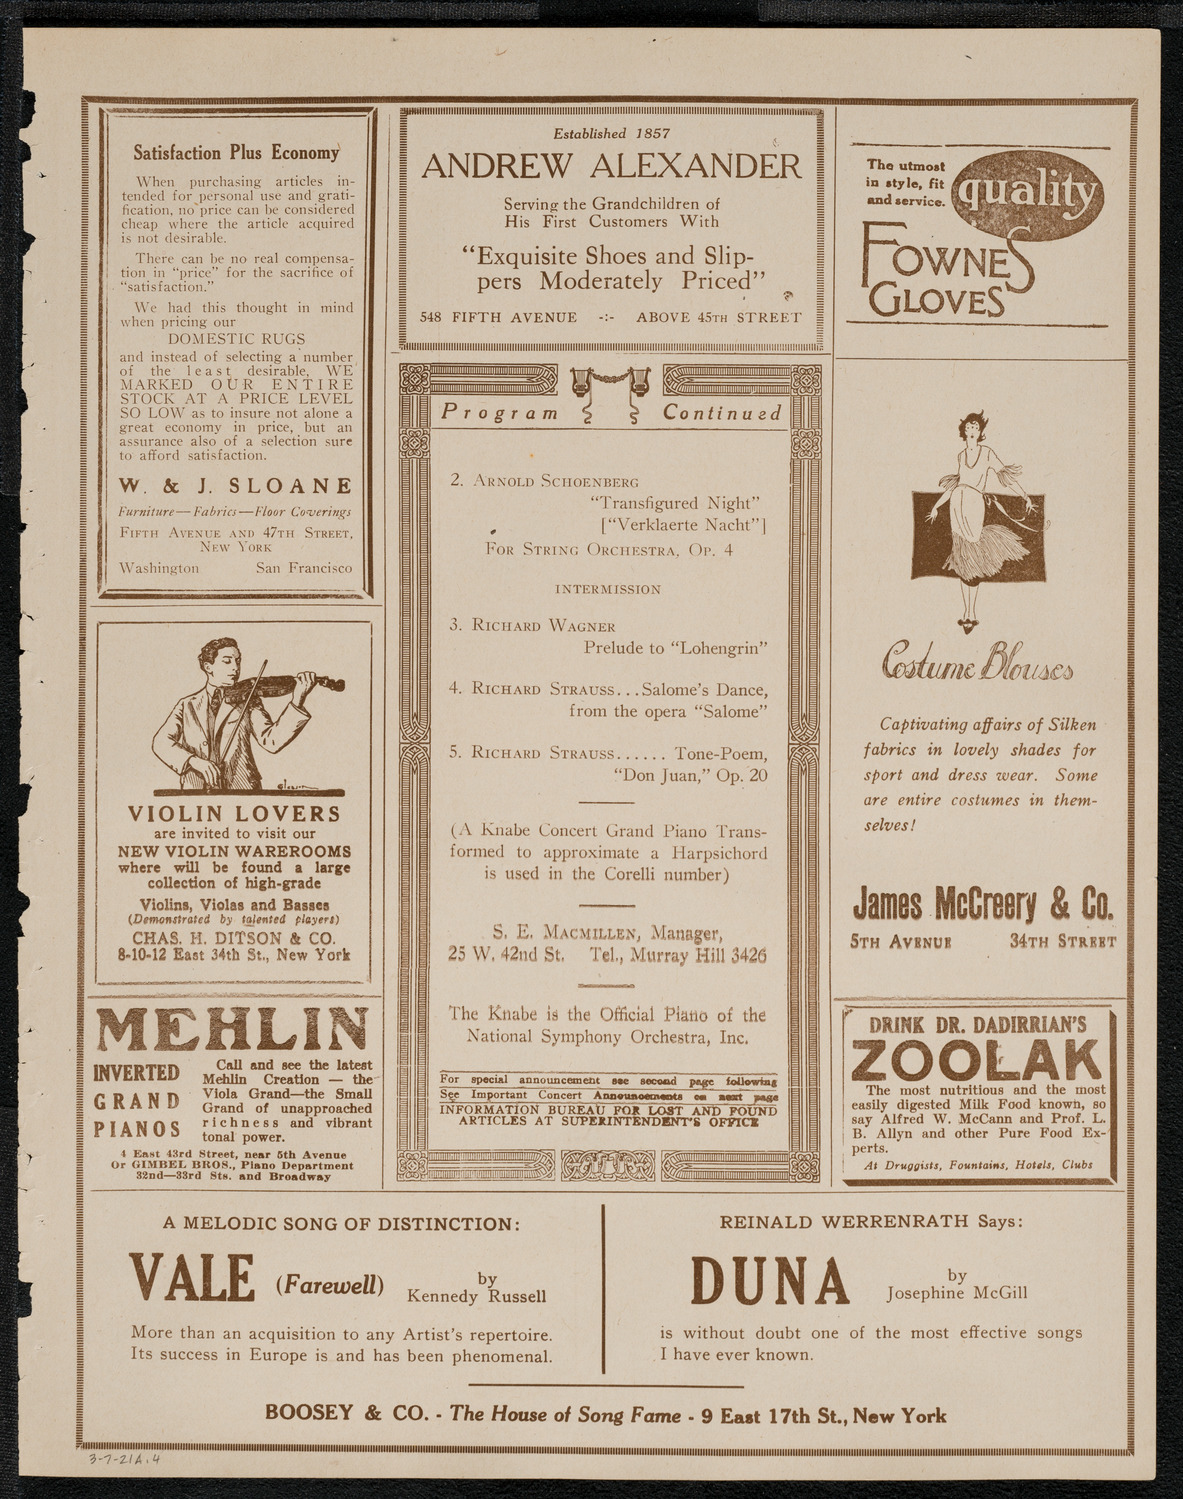 Satisfaction Plus Economy
When purchasing articles in-
tended for personal use and grati-
fication, no price can be considered
cheap where the article acquired
is not desirable.
There can be no real compensa-
tion in “price” for the sacrifice of
“satisfaction.”
We had this thought in mind
when pricing our
DOMESTIC RUGS
and instead of selecting a number
of the least desirable, WE
MARKED OUR ENTIRE
STOCK AT A PRICE LEVEL
SO LOW as to insure not alone a
great economy in price, but an
assurance also of a selection sure
to afford satisfaction.
W. & J. SLOANE
Furniture—Fabrics—Floor Coverings
FIFTH AVENUE AND 47TH STREET,
NEW YORK
Washington San Francisco
VIOLIN LOVERS
are invited to visit our
NEW VIOLIN WAREROOMS
where will be found a large
collection of high-grade
Violins, Violas and Basses
(Demonstrated by talented players)
CHAS. H. DITSON & CO.
8-10-12 East 34th St., New York
MEHLIN
INVERTED
GRAND
PIANOS
Call and see the latest
Mehlin Creation — the
Viola Grand—the Small
Grand of unapproached
richness and vibrant
tonal power.
4 East 43rd Street, near 5th Avenue
Or GIMBEL BROS., Piano Department
32nd—33rd Sts. and Broadway
Established 1857
ANDREW ALEXANDER
Serving the Grandchildren of
His First Customers With
“Exquisite Shoes and Slip-
pers Moderately Priced”
548 FIFTH AVENUE -:- ABOVE 45TH STREET
Program Continued
2. ARNOLD SCHOENBERG
“Transfigured Night”
[“Verklaerte Nacht”]
FOR STRING ORCHESTRA, OP. 4
INTERMISSION
3. RICHARD WAGNER
Prelude to “Lohengrin”
4. RICHARD STRAUSS...Salome's Dance,
from the opera “Salome”
5. RICHARD STRAUSS...... Tone-Poem,
“Don Juan,” Op. 20
(A Knabe Concert Grand Piano Trans-
formed to approximate a Harpsichord
is used in the Corelli number)
S. E. MACMILLEN, Manager,
25 W. 42nd St. Tel., Murray Hill 3426
The Knabe is the Official Piano of the
National Symphony Orchestra, Inc.
For special announcement see second page following
See Important Concert Announcements on next page
INFORMATION BUREAU FOR LOST AND FOUND
ARTICLES AT SUPERINTENDENT'S OFFICE
The utmost
in style, fit
and service.
quality
FOWNES
GLOVES
Costume Blouses
Captivating affairs of Silken
fabrics in lovely shades for
sport and dress wear. Some
are entire costumes in them-
selves!
James McCreery & Co.
5TH AVENUE 34TH STREET
DRINK DR. DADIRRIAN'S
ZOOLAK
The most nutritious and the most
easily digested Milk Food known, so
say Alfred W. McCann and Prof. L.
B. Allyn and other Pure Food Ex-
perts.
At Druggists, Fountains, Hotels, Clubs
A MELODIC SONG OF DISTINCTION:
VALE (Farewell) by
Kennedy Russell
More than an acquisition to any Artist's repertoire.
Its success in Europe is and has been phenomenal.
REINALD WERRENRATH Says:
DUNA by
Josephine McGill
is without doubt one of the most effective songs
I have ever known.
BOOSEY & CO. - The House of Song Fame - 9 East 17th St., New York
3-7-21A.4